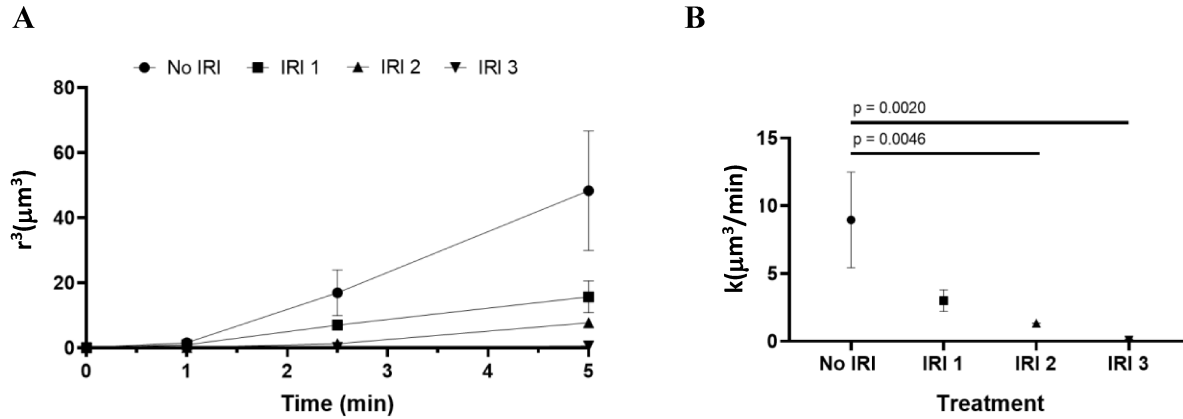 A
No IRI IRI 1 IRI 2 IRI 3
80
60
40
20
0
r³(μm³)
0 1 2 3 4 5
Time (min)
B
p = 0.0020
p = 0.0046
15
10
5
0
k(μm³/min)
No IRI IRI 1 IRI 2 IRI 3
Treatment